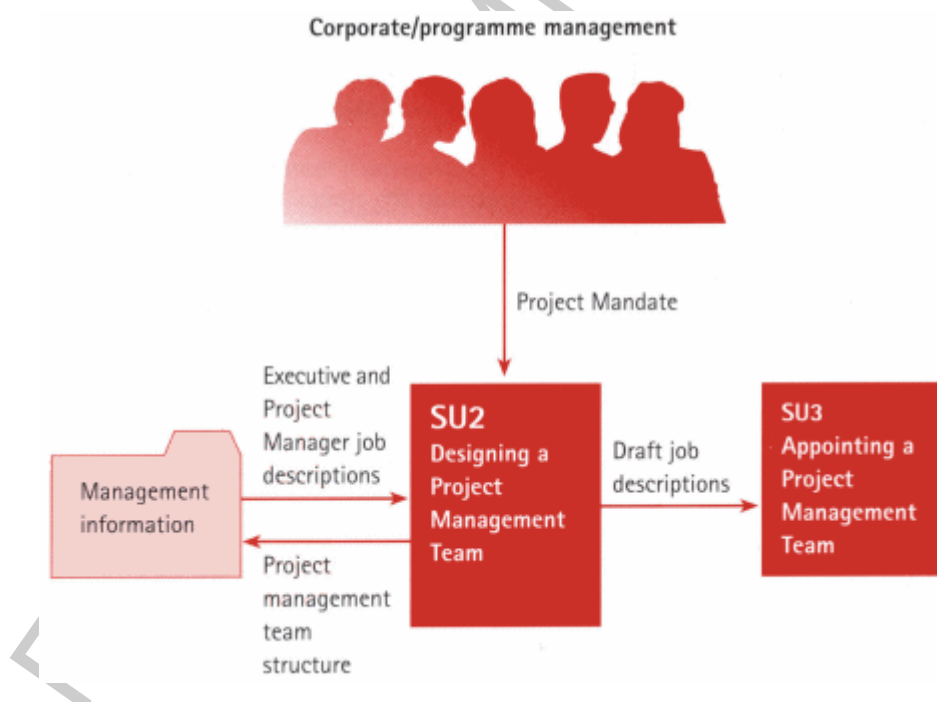 Corporate/programme management
Project Mandate
Executive and
Project
Manager job
descriptions
Management
information
Project
management
team
structure
SU2
Designing a
Project
Management
Team
Draft job
descriptions
SU3
Appointing a
Project
Management
Team